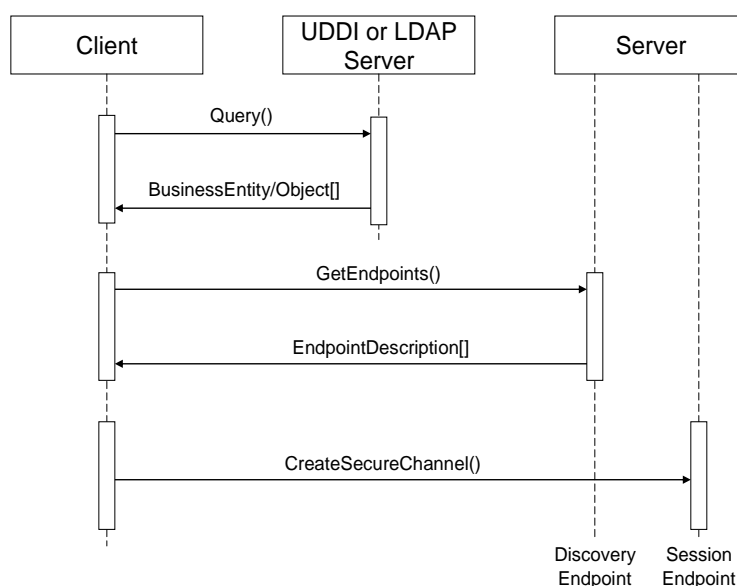 Client
UDDI or LDAP
Server
Server
Query()
BusinessEntity/Object[]
GetEndpoints()
EndpointDescription[]
CreateSecureChannel()
Discovery
Endpoint
Session
Endpoint